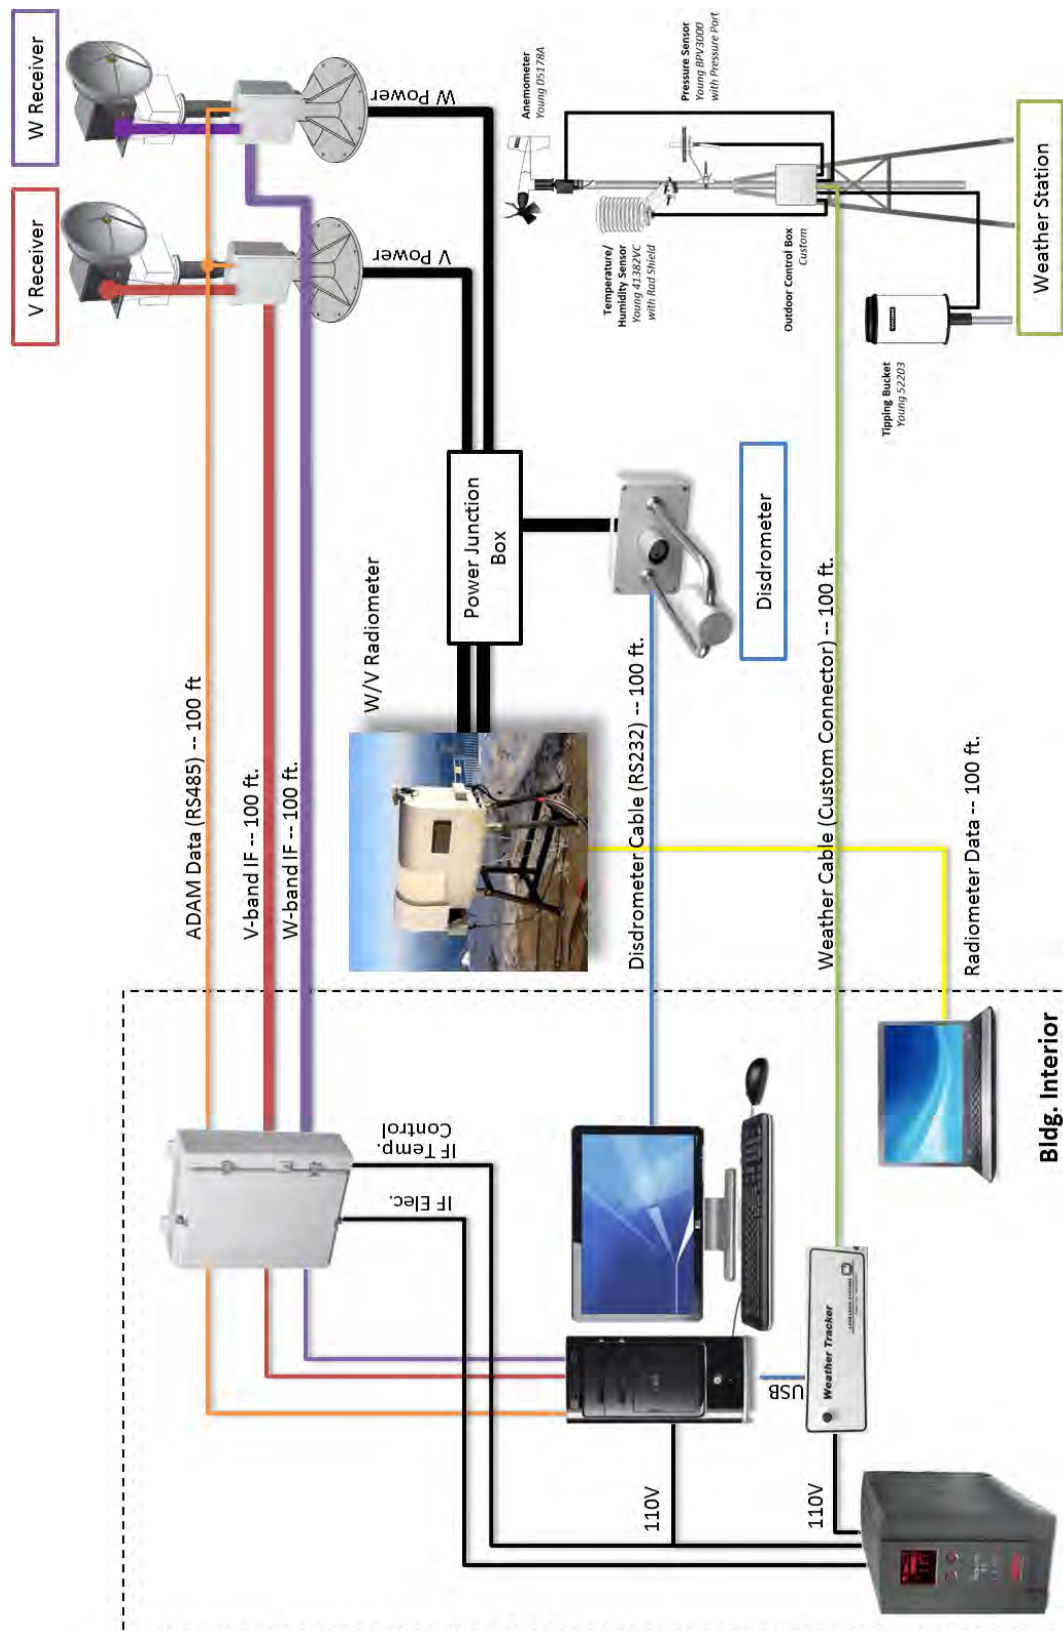 W Receiver
V Receiver
W Power
V Power
Anemometer
Young 05178A
Pressure Sensor
Young BPV3000
with Pressure Port
Temperature/
Humidity Sensor
Young 41382VC
with Rad Shield
Outdoor Control Box
Custom
Tipping Bucket
Young 52203
Weather Station
Power Junction
Box
Disdrometer
W/V Radiometer
ADAM Data (RS485) -- 100 ft
V-band IF -- 100 ft.
W-band IF -- 100 ft.
Disdrometer Cable (RS232) -- 100 ft.
Weather Cable (Custom Connector) -- 100 ft.
Radiometer Data -- 100 ft.
Bldg. Interior
IF Temp.
Control
IF Elec.
USB
Weather Tracker
110V
110V